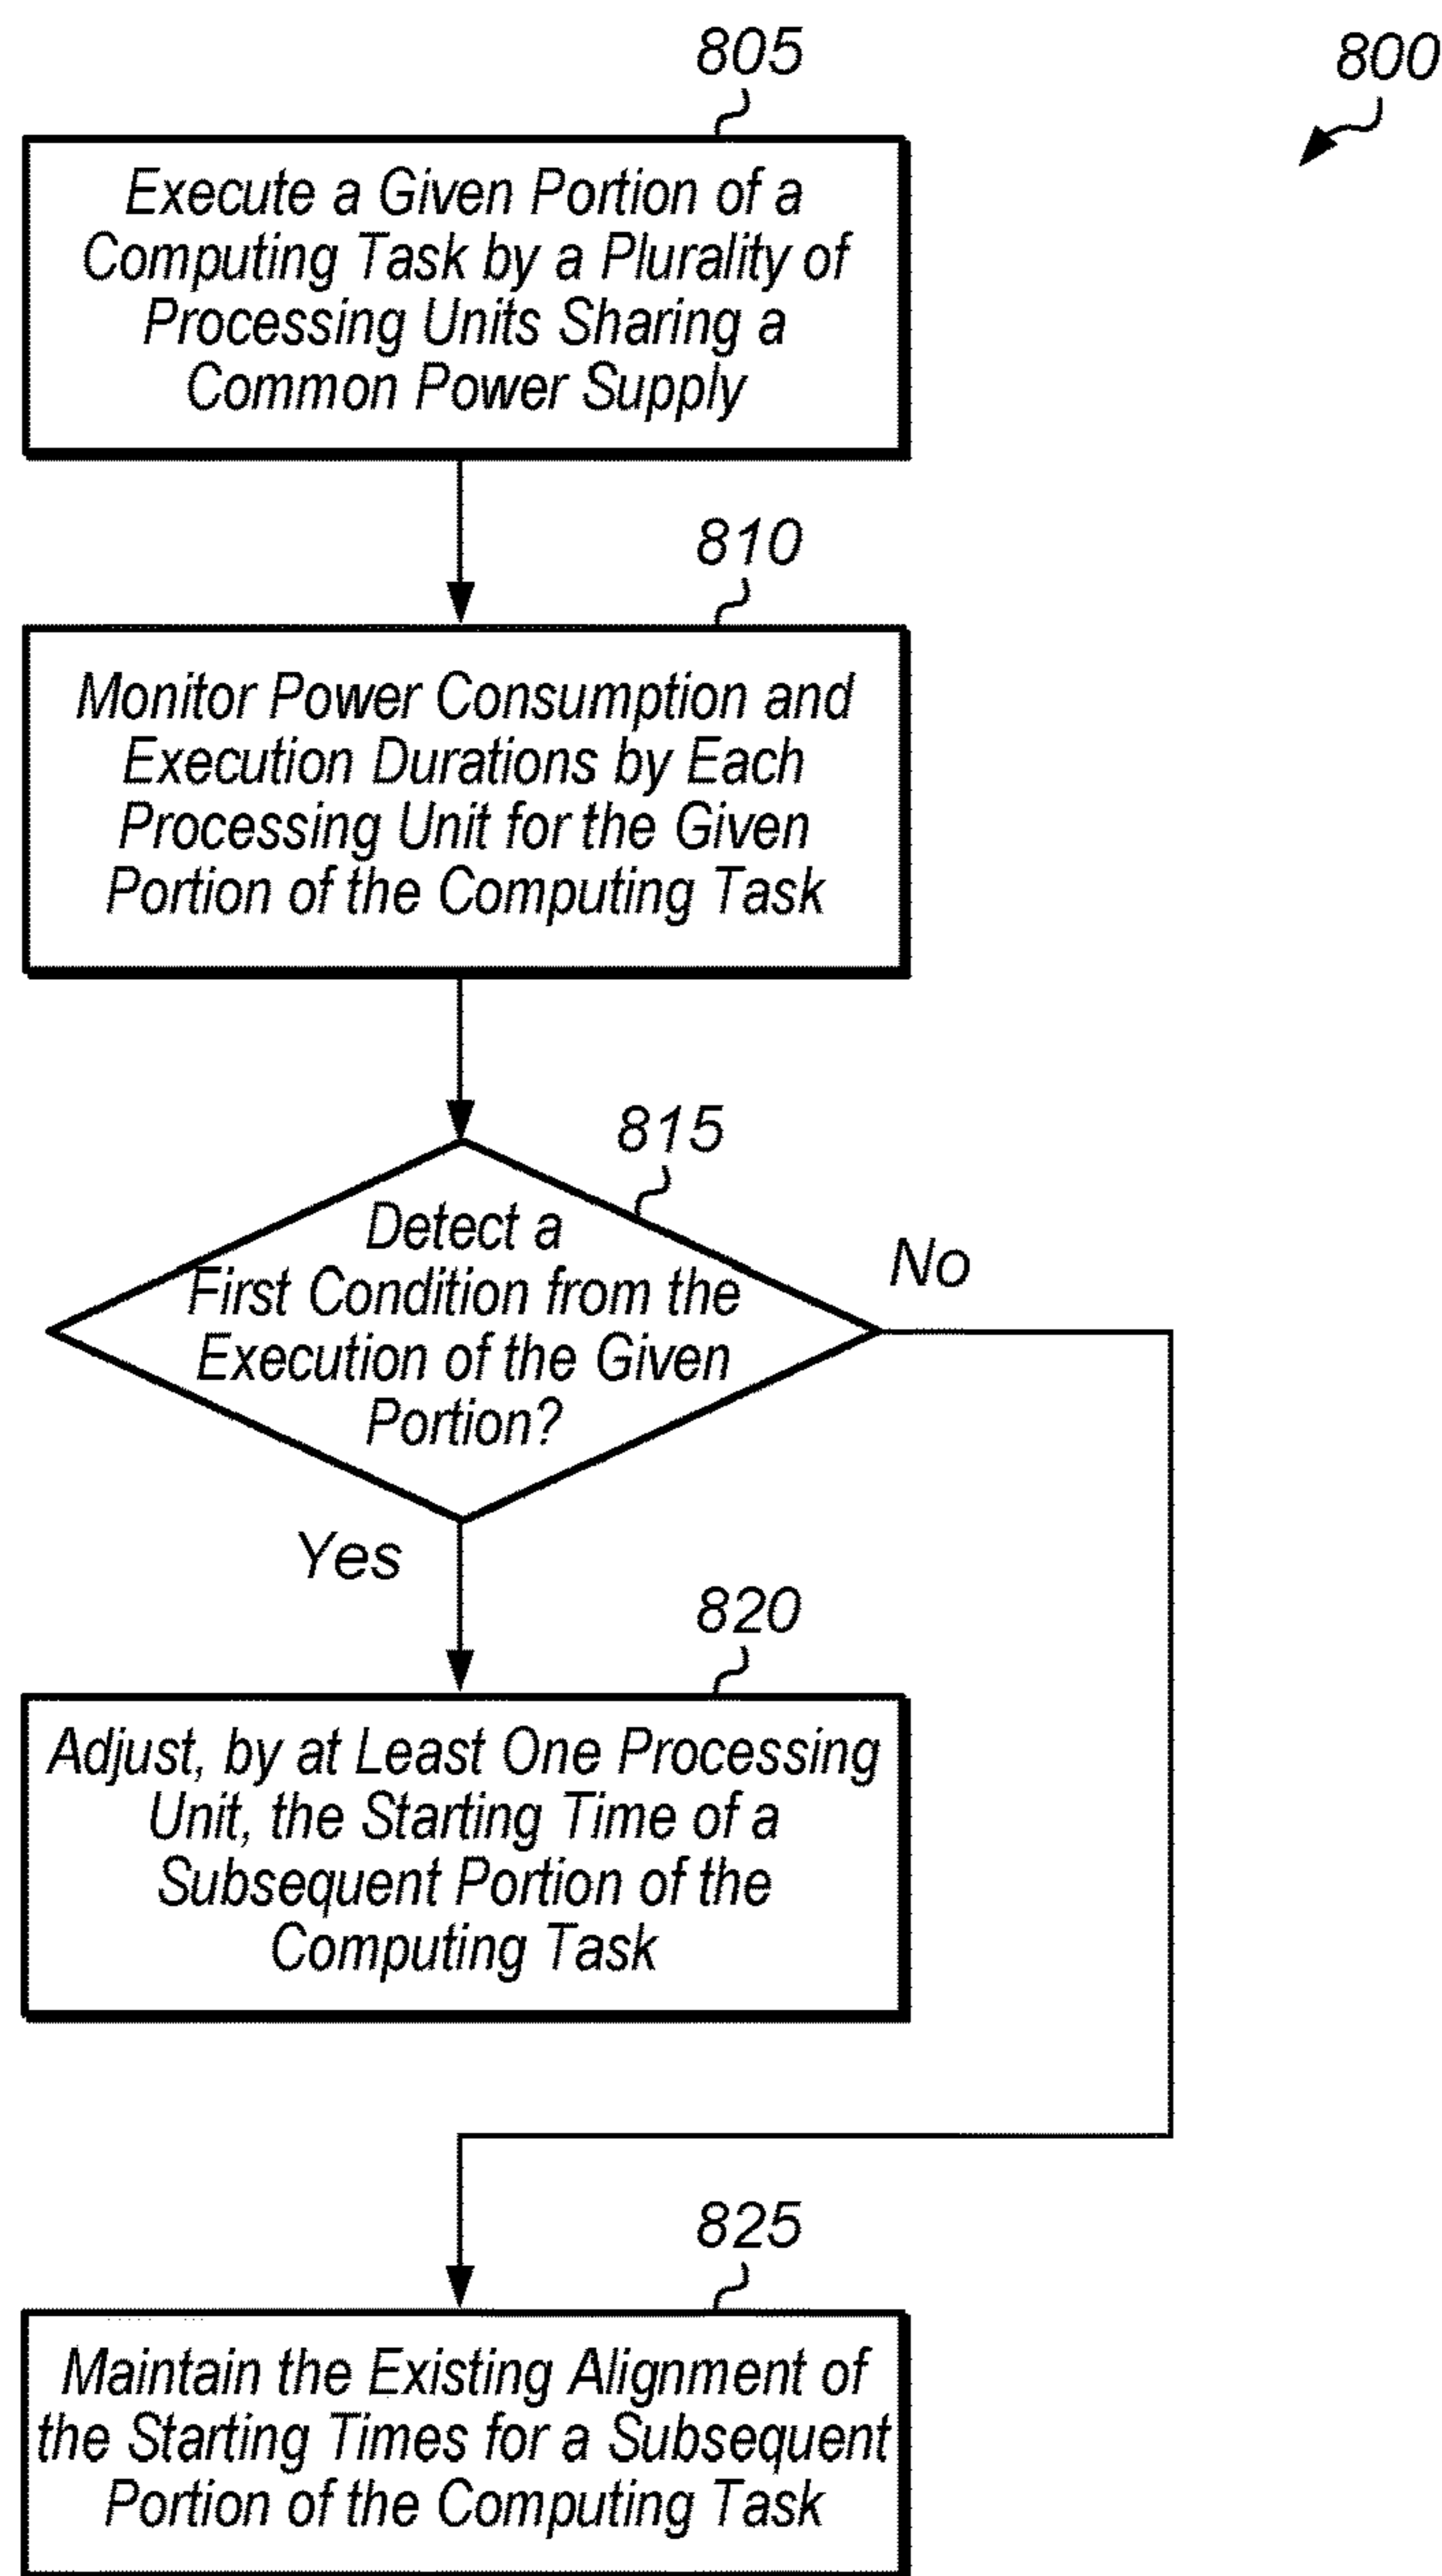 805
800
Execute a Given Portion of a
Computing Task by a Plurality of
Processing Units Sharing a
Common Power Supply
810
Monitor Power Consumption and
Execution Durations by Each
Processing Unit for the Given
Portion of the Computing Task
815
Detect a
First Condition from the
Execution of the Given
Portion?
No
Yes
820
Adjust, by at Least One Processing
Unit, the Starting Time of a
Subsequent Portion of the
Computing Task
825
Maintain the Existing Alignment of
the Starting Times for a Subsequent
Portion of the Computing Task